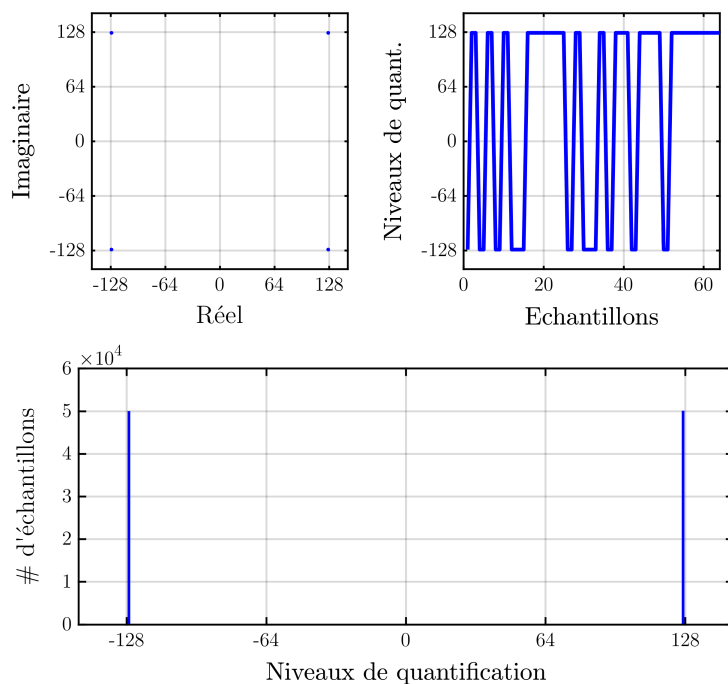 Imaginaire
128
64
0
-64
-128
-128 -64 0 64 128
Réel
Niveaux de quant.
128
64
0
-64
-128
0 20 40 60
Echantillons
×10⁴
# d'échantillons
6
5
4
3
2
1
0
-128 -64 0 64 128
Niveaux de quantification